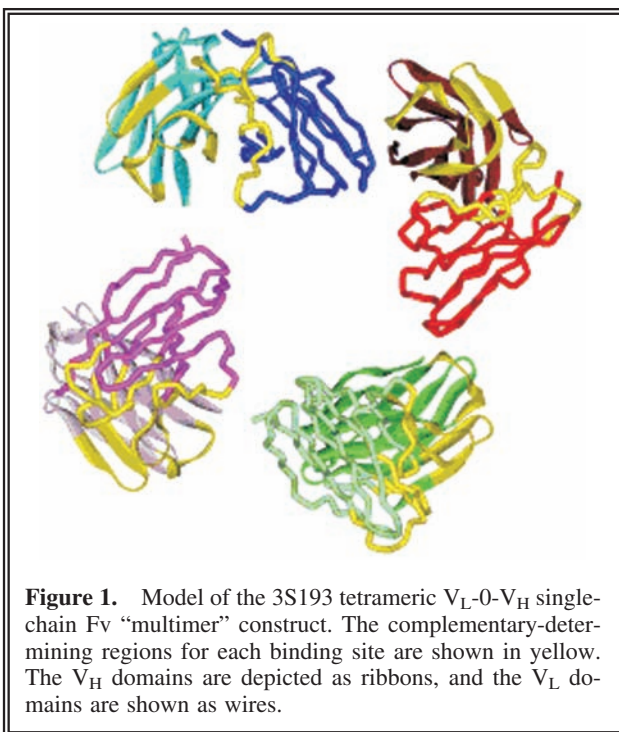 Figure 1. Model of the 3S193 tetrameric VL-0-VH single-
chain Fv “multimer” construct. The complementary-deter-
mining regions for each binding site are shown in yellow.
The VH domains are depicted as ribbons, and the VL do-
mains are shown as wires.